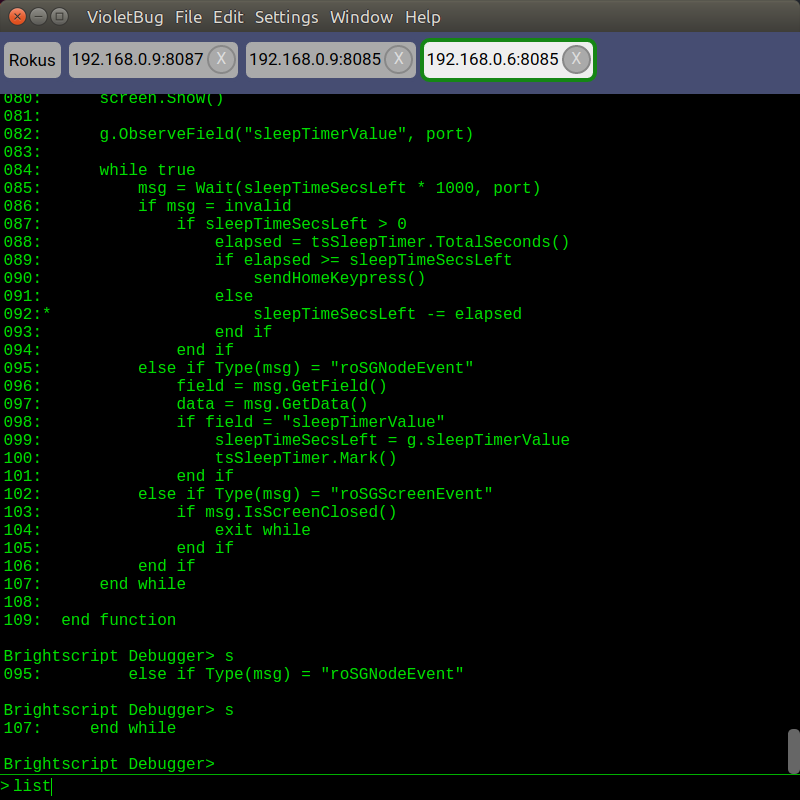 VioletBug File Edit Settings Window Help
Rokus 192.168.0.9:8087 X 192.168.0.9:8085 X 192.168.0.6:8085 X
080:      screen.Show()
081:
082:      g.ObserveField("sleepTimerValue", port)
083:
084:      while true
085:          msg = Wait(sleepTimeSecsLeft * 1000, port)
086:          if msg = invalid
087:              if sleepTimeSecsLeft > 0
088:                  elapsed = tsSleepTimer.TotalSeconds()
089:                  if elapsed >= sleepTimeSecsLeft
090:                      sendHomeKeypress()
091:                  else
092:*                     sleepTimeSecsLeft -= elapsed
093:                  end if
094:              end if
095:          else if Type(msg) = "roSGNodeEvent"
096:              field = msg.GetField()
097:              data = msg.GetData()
098:              if field = "sleepTimerValue"
099:                  sleepTimeSecsLeft = g.sleepTimerValue
100:                  tsSleepTimer.Mark()
101:              end if
102:          else if Type(msg) = "roSGScreenEvent"
103:              if msg.IsScreenClosed()
104:                  exit while
105:              end if
106:          end if
107:      end while
108:
109:  end function
Brightscript Debugger> s
095:         else if Type(msg) = "roSGNodeEvent"
Brightscript Debugger> s
107:     end while
Brightscript Debugger>
>list